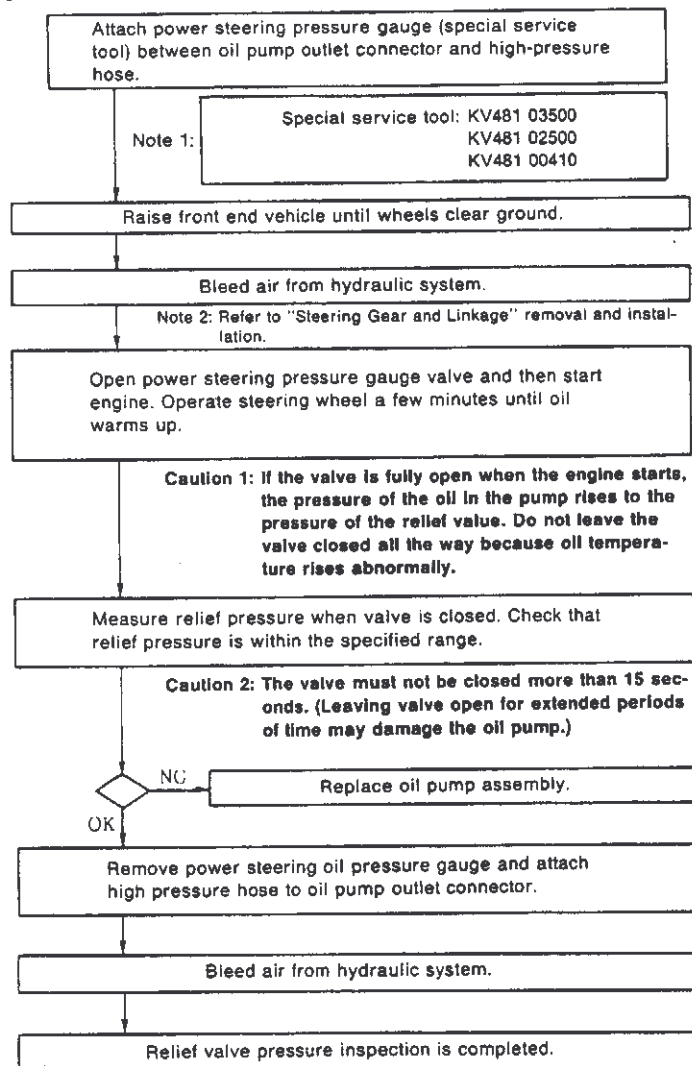 Attach power steering pressure gauge (special service
tool) between oil pump outlet connector and high-pressure
hose.
Note 1:
Special service tool: KV481 03500
KV481 02500
KV481 00410
Raise front end vehicle until wheels clear ground.
Bleed air from hydraulic system.
Note 2: Refer to "Steering Gear and Linkage" removal and instal-
lation.
Open power steering pressure gauge valve and then start
engine. Operate steering wheel a few minutes until oil
warms up.
Caution 1: If the valve is fully open when the engine starts,
the pressure of the oil in the pump rises to the
pressure of the relief value. Do not leave the
valve closed all the way because oil tempera-
ture rises abnormally.
Measure relief pressure when valve is closed. Check that
relief pressure is within the specified range.
Caution 2: The valve must not be closed more than 15 sec-
onds. (Leaving valve open for extended periods
of time may damage the oil pump.)
NG
Replace oil pump assembly.
OK
Remove power steering oil pressure gauge and attach
high pressure hose to oil pump outlet connector.
Bleed air from hydraulic system.
Relief valve pressure inspection is completed.